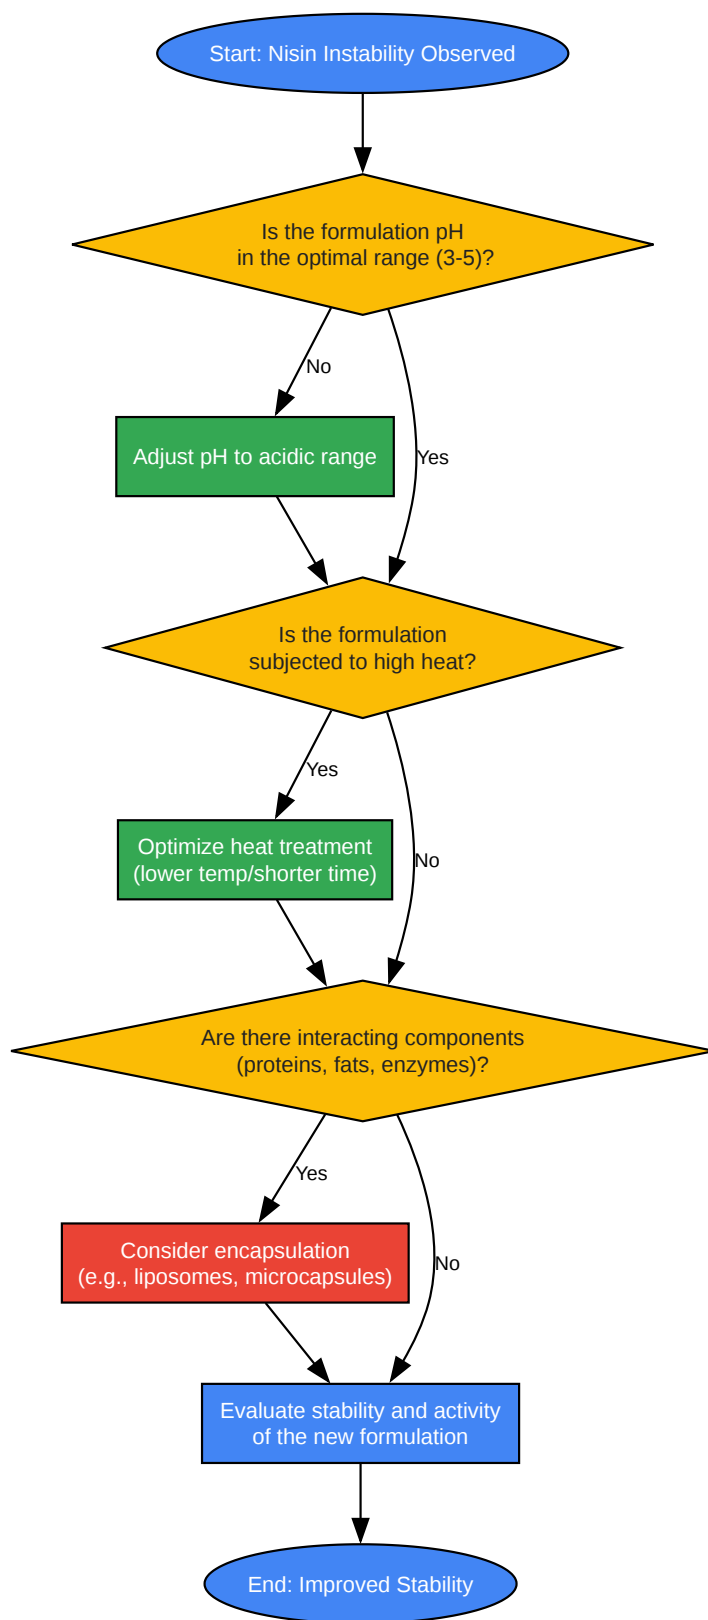 Start: Nisin Instability Observed
Is the formulation pH
in the optimal range (3-5)?
No
Yes
Adjust pH to acidic range
Is the formulation
subjected to high heat?
Yes
No
Optimize heat treatment
(lower temp/shorter time)
Are there interacting components
(proteins, fats, enzymes)?
Yes
No
Consider encapsulation
(e.g., liposomes, microcapsules)
Evaluate stability and activity
of the new formulation
End: Improved Stability